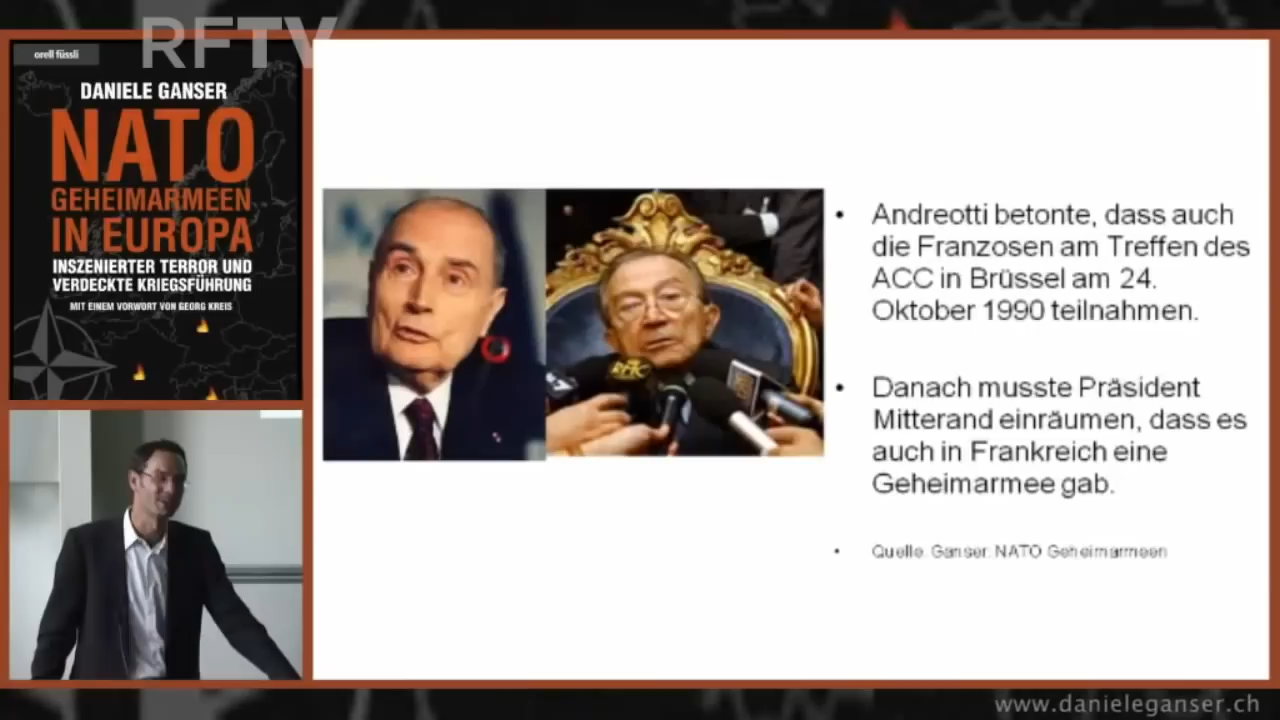 RFTV
orell füssli
DANIELE GANSER
NATO
GEHEIMARMEEN
IN EUROPA
INSZENIERTER TERROR UND
VERDECKTE KRIEGSFÜHRUNG
MIT EINEM VORWORT VON GEORG KREIS
• Andreotti betonte, dass auch
die Franzosen am Treffen des
ACC in Brüssel am 24.
Oktober 1990 teilnahmen.
• Danach musste Präsident
Mitterand einräumen, dass es
auch in Frankreich eine
Geheimarmee gab.
• Quelle: Ganser: NATO Geheimarmeen
www.danieleganser.ch